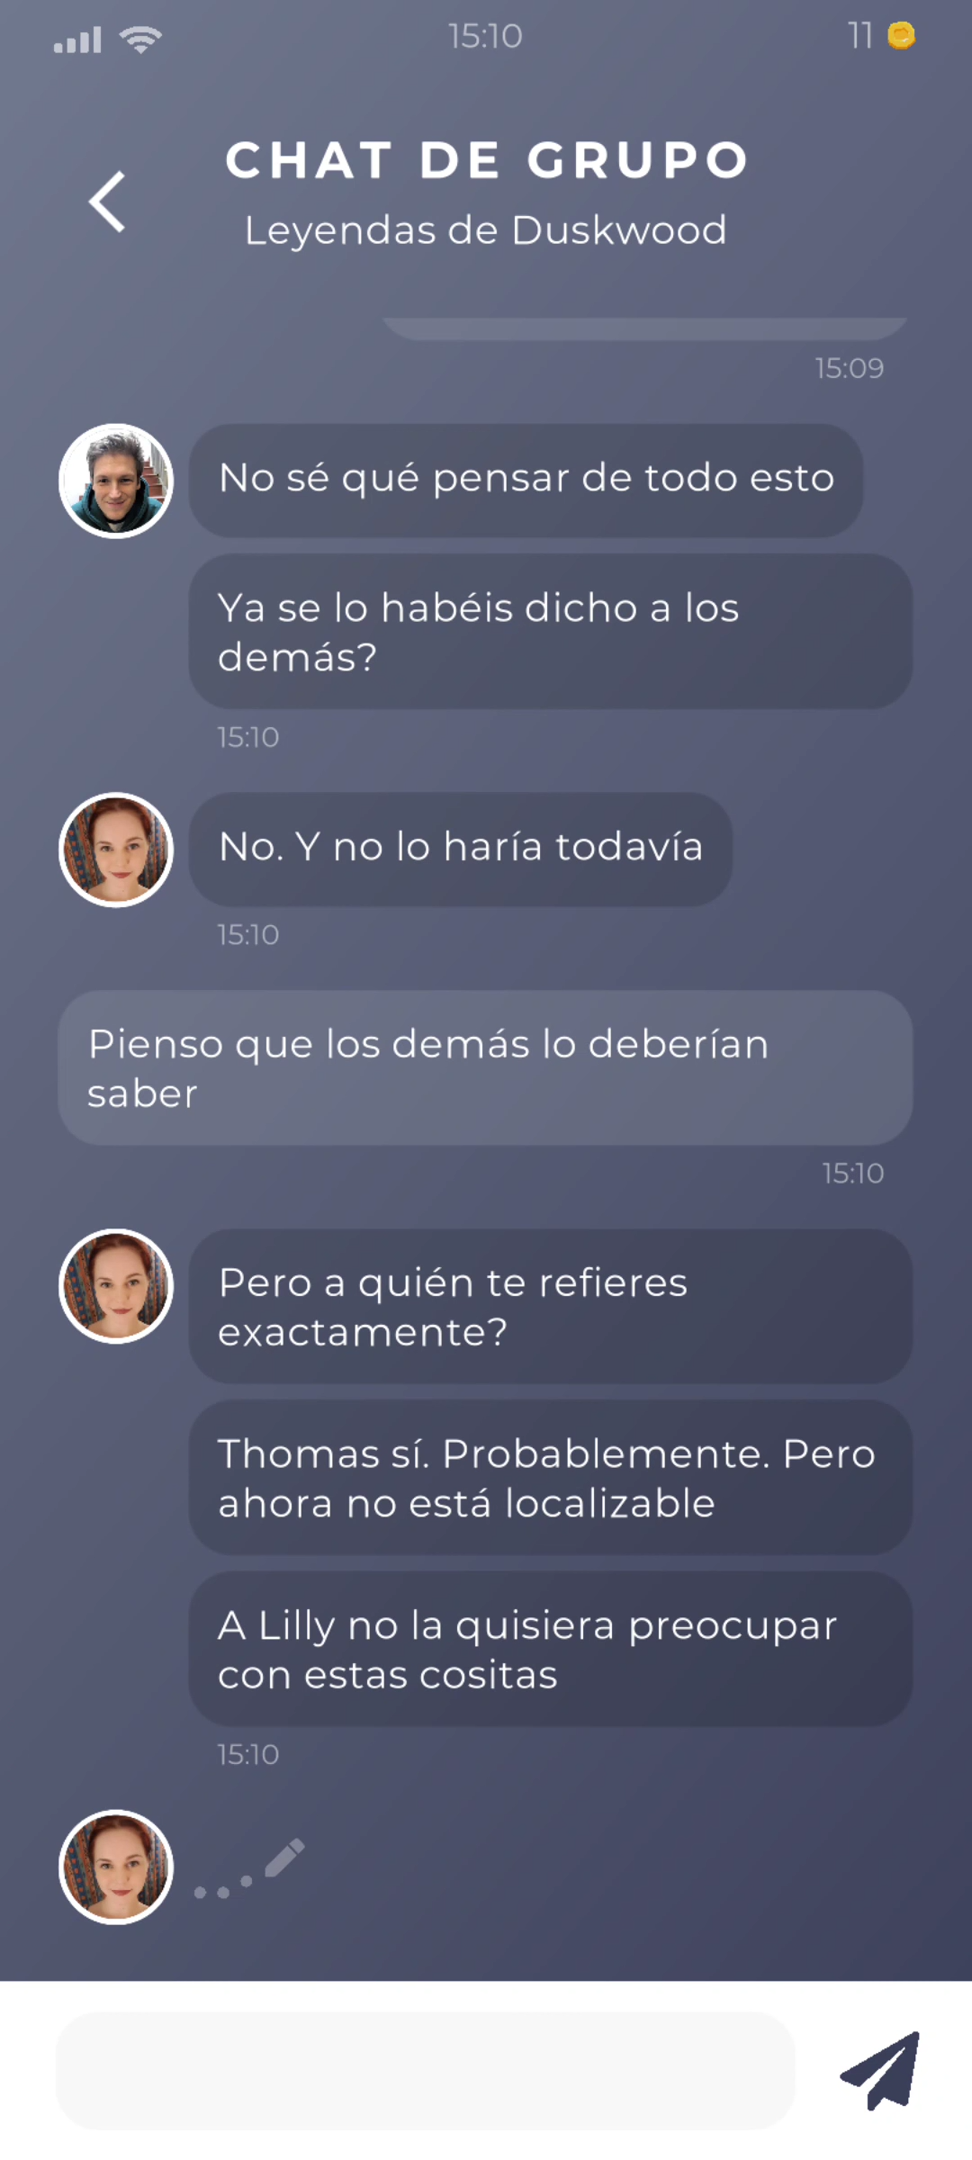 15:10
11
CHAT DE GRUPO
Leyendas de Duskwood
15:09
No sé qué pensar de todo esto
Ya se lo habéis dicho a los
demás?
15:10
No. Y no lo haría todavía
15:10
Pienso que los demás lo deberían
saber
15:10
Pero a quién te refieres
exactamente?
Thomas sí. Probablemente. Pero
ahora no está localizable
A Lilly no la quisiera preocupar
con estas cositas
15:10